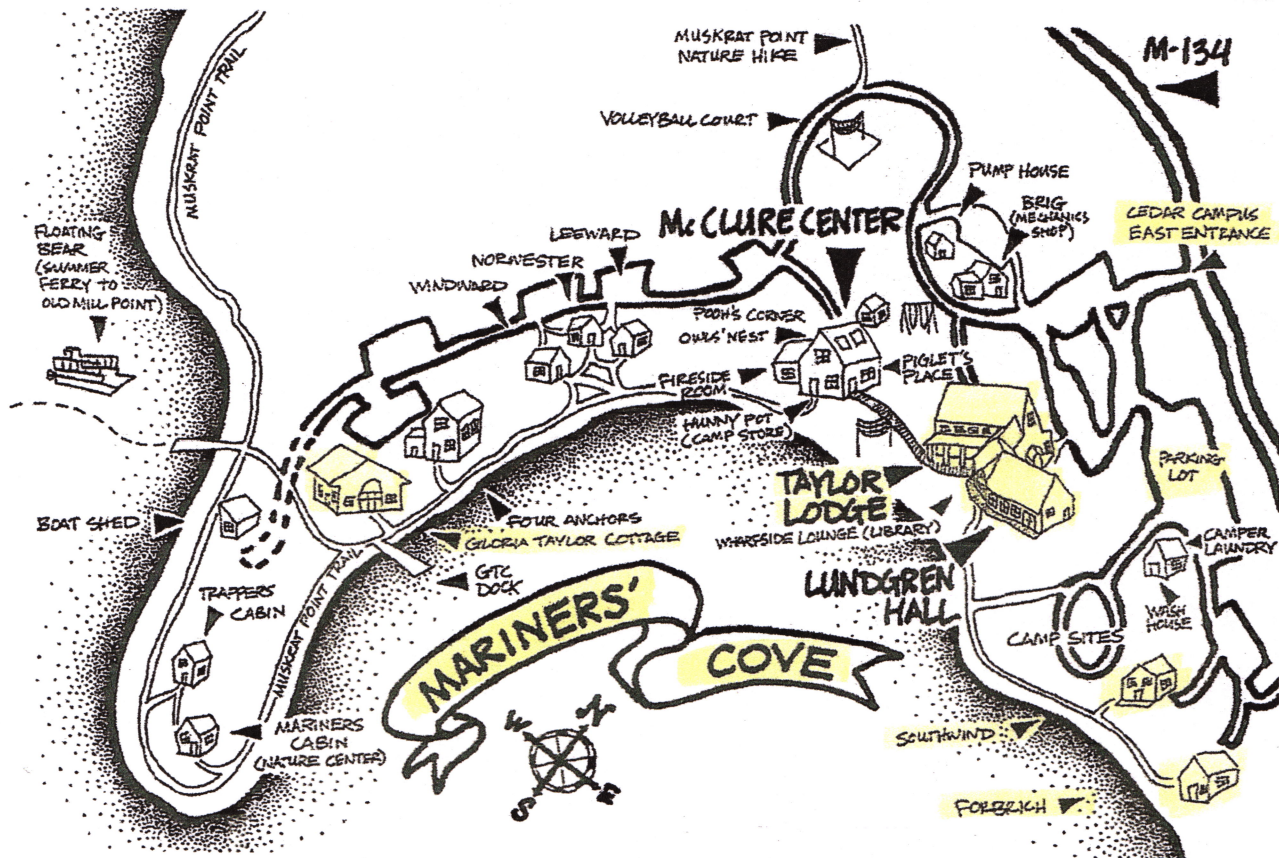 MUSKRAT POINT TRAIL
MUSKRAT POINT
NATURE HIKE
M-134
VOLLEYBALL COURT
PUMP HOUSE
BRIG
(MECHANICS
SHOP)
CEDAR CAMPUS
EAST ENTRANCE
McCLURE CENTER
FLOATING
BEAR
(SUMMER
FERRY TO
OLD MILL POINT)
LEEWARD
NORWESTER
WINDWARD
POOH'S CORNER
OWLS' NEST
FIRESIDE
ROOM
PIGLET'S
PLACE
HUNNY POT
(CAMP STORE)
TAYLOR
LODGE
WHARFSIDE LOUNGE (LIBRARY)
PARKING
LOT
BOAT SHED
FOUR ANCHORS
GLORIA TAYLOR COTTAGE
GTC
DOCK
CAMPER
LAUNDRY
LUNDGREN
HALL
WASH
HOUSE
CAMP SITES
TRAPPERS
CABIN
MUSKRAT POINT TRAIL
MARINERS'
COVE
MARINERS
CABIN
(NATURE CENTER)
W
N
S
E
SOUTHWIND
FORBRICH